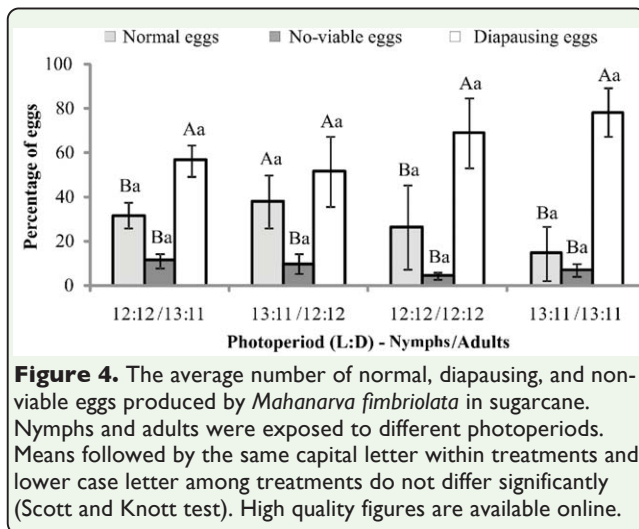 Normal eggs No-viable eggs Diapausing eggs
Percentage of eggs
100
80
60
40
20
0
Ba Ba Aa
Aa Ba Aa
Ba Ba Aa
Ba Ba Aa
12:12/13:11 13:11/12:12 12:12/12:12 13:11/13:11
Photoperiod (L:D) - Nymphs/Adults
Figure 4. The average number of normal, diapausing, and non-
viable eggs produced by Mahanarva fimbriolata in sugarcane.
Nymphs and adults were exposed to different photoperiods.
Means followed by the same capital letter within treatments and
lower case letter among treatments do not differ significantly
(Scott and Knott test). High quality figures are available online.